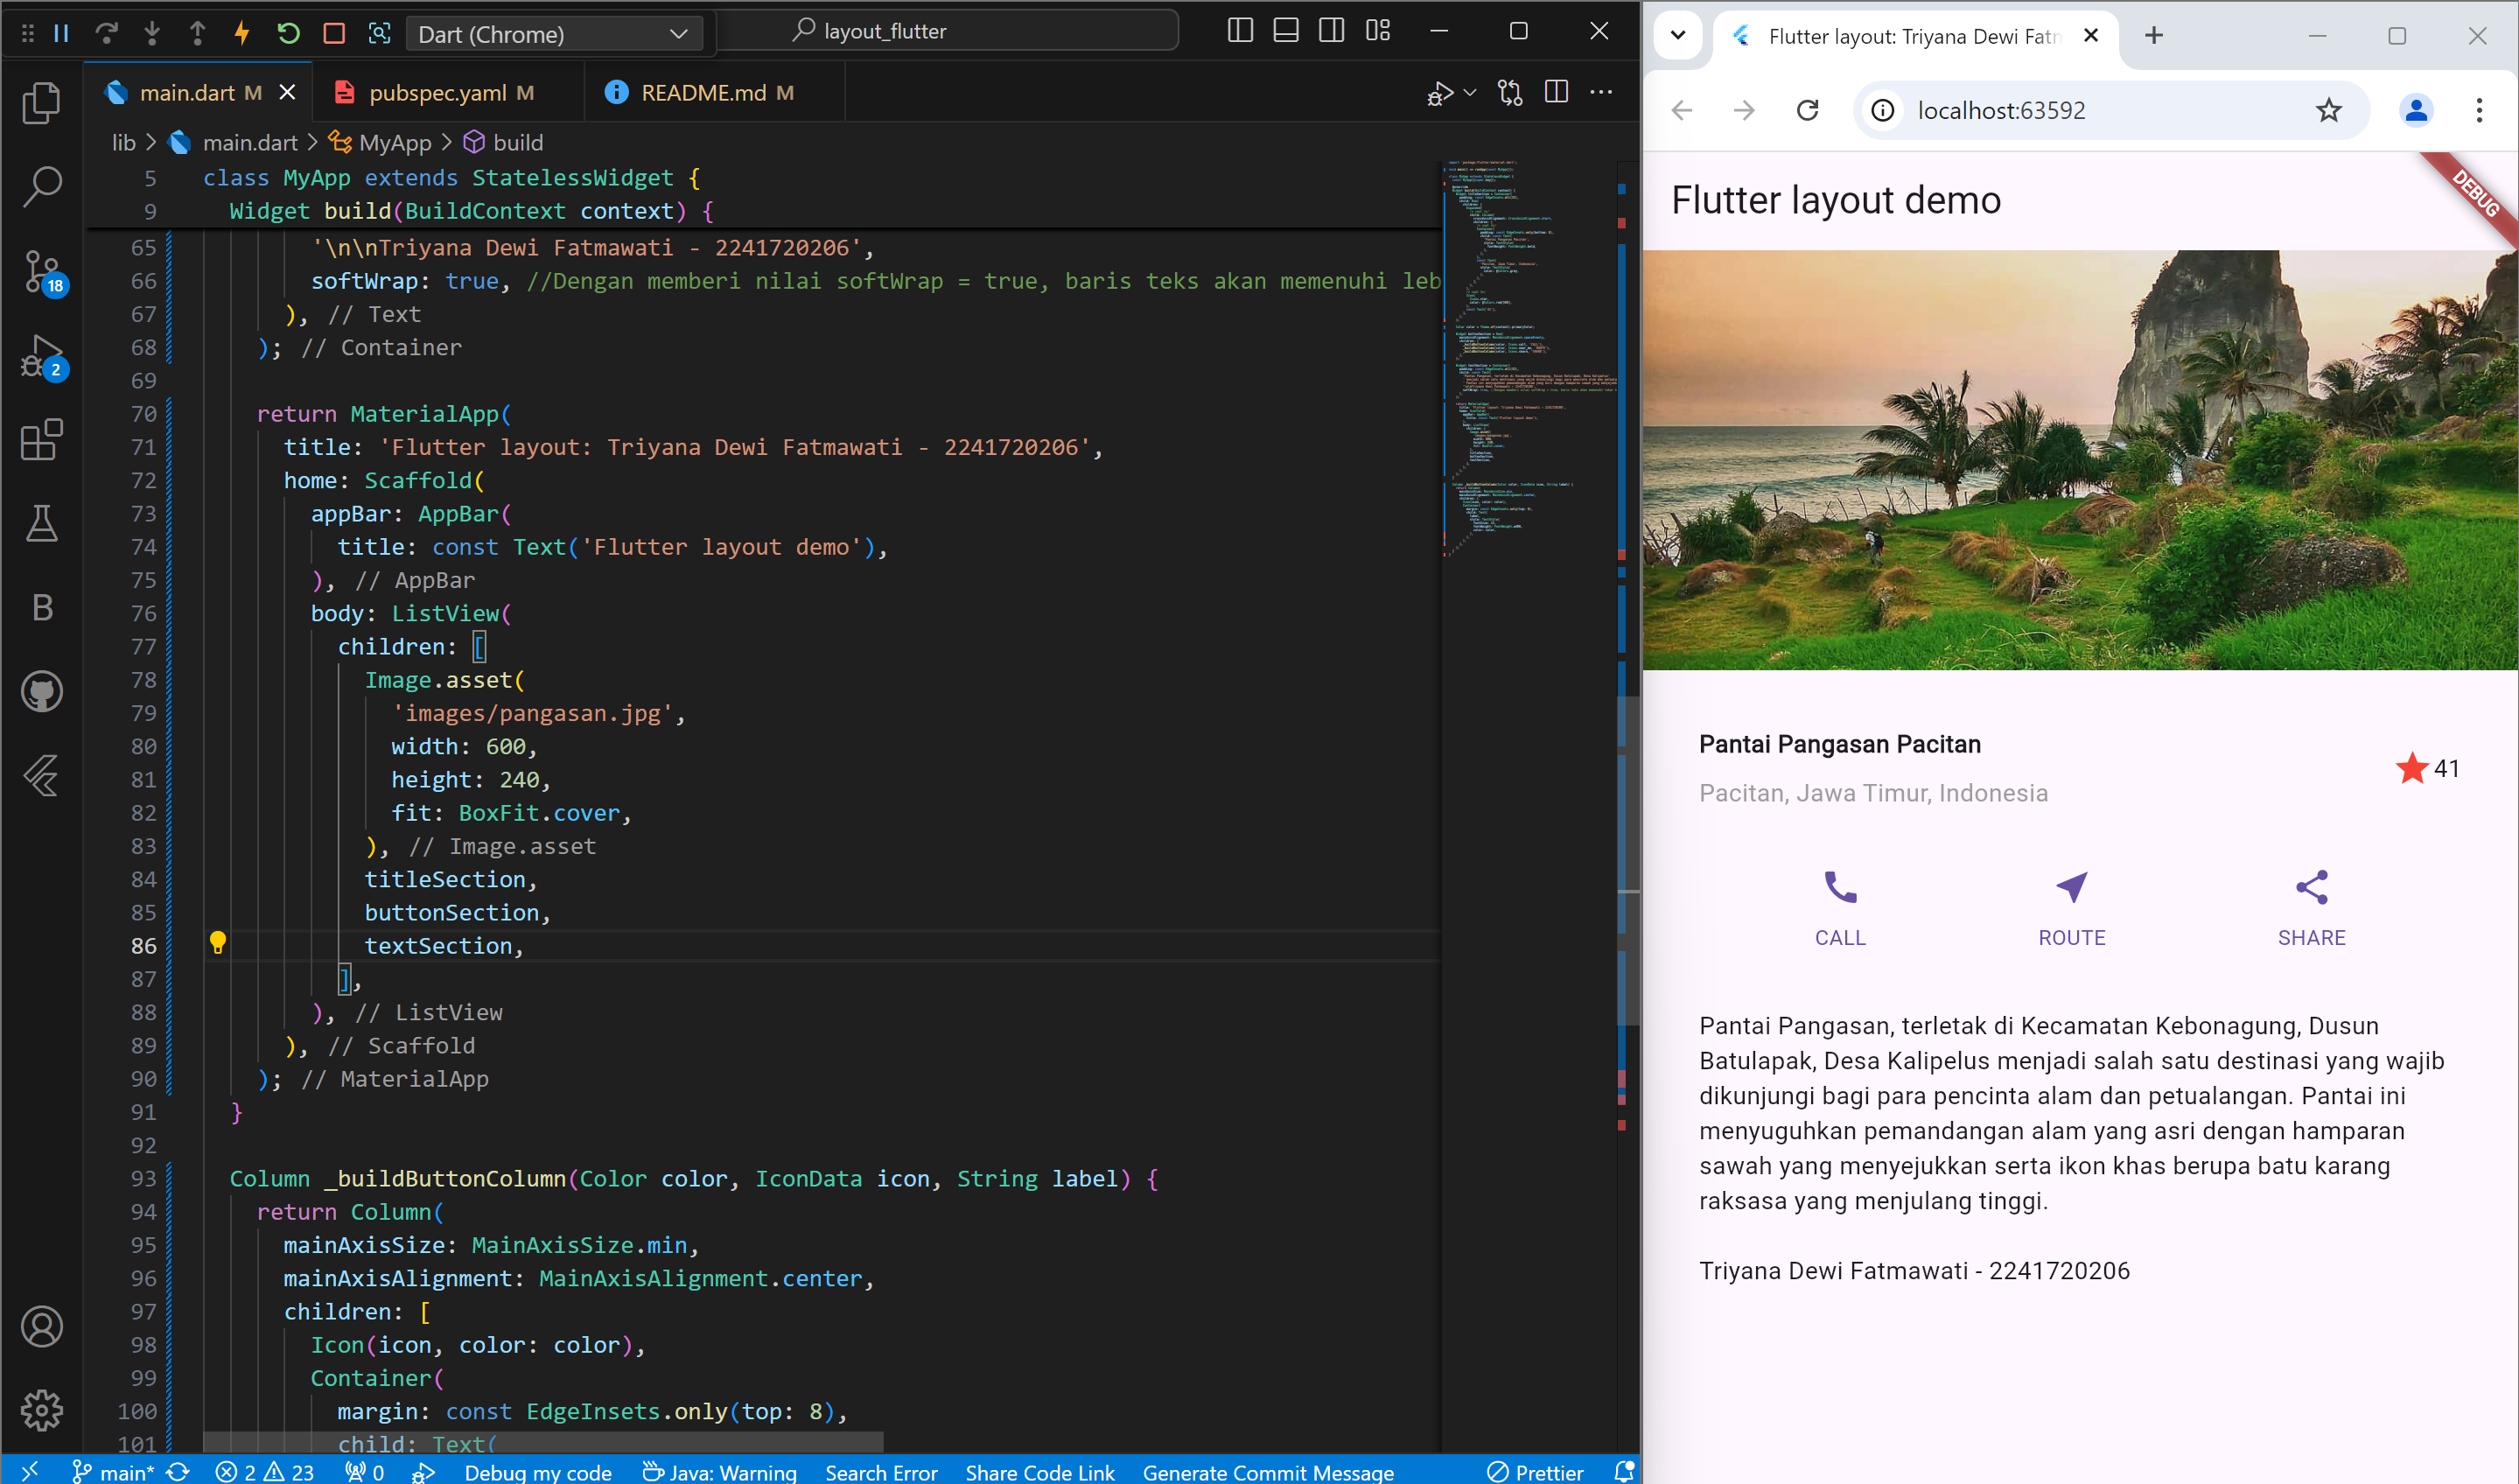 Dart (Chrome)
layout_flutter
main.dart M
pubspec.yaml M
README.md M
lib > main.dart > MyApp > build
5 class MyApp extends StatelessWidget {
9 Widget build(BuildContext context) {
65 '\n\nTriyana Dewi Fatmawati - 2241720206',
66 softWrap: true, //Dengan memberi nilai softWrap = true, baris teks akan memenuhi leb
67 ), // Text
68 ); // Container
69
70 return MaterialApp(
71 title: 'Flutter layout: Triyana Dewi Fatmawati - 2241720206',
72 home: Scaffold(
73 appBar: AppBar(
74 title: const Text('Flutter layout demo'),
75 ), // AppBar
76 body: ListView(
77 children: [
78 Image.asset(
79 'images/pangasan.jpg',
80 width: 600,
81 height: 240,
82 fit: BoxFit.cover,
83 ), // Image.asset
84 titleSection,
85 buttonSection,
86 textSection,
87 ],
88 ), // ListView
89 ), // Scaffold
90 ); // MaterialApp
91 }
92
93 Column _buildButtonColumn(Color color, IconData icon, String label) {
94 return Column(
95 mainAxisSize: MainAxisSize.min,
96 mainAxisAlignment: MainAxisAlignment.center,
97 children: [
98 Icon(icon, color: color),
99 Container(
100 margin: const EdgeInsets.only(top: 8),
101 child: Text(
18
2
B
main* 2 23 0 Debug my code Java: Warning Search Error Share Code Link Generate Commit Message Prettier
Flutter layout: Triyana Dewi Fatm
localhost:63592
Flutter layout demo
DEBUG
Pantai Pangasan Pacitan
Pacitan, Jawa Timur, Indonesia
41
CALL ROUTE SHARE
Pantai Pangasan, terletak di Kecamatan Kebonagung, Dusun
Batulapak, Desa Kalipelus menjadi salah satu destinasi yang wajib
dikunjungi bagi para pencinta alam dan petualangan. Pantai ini
menyuguhkan pemandangan alam yang asri dengan hamparan
sawah yang menyejukkan serta ikon khas berupa batu karang
raksasa yang menjulang tinggi.
Triyana Dewi Fatmawati - 2241720206